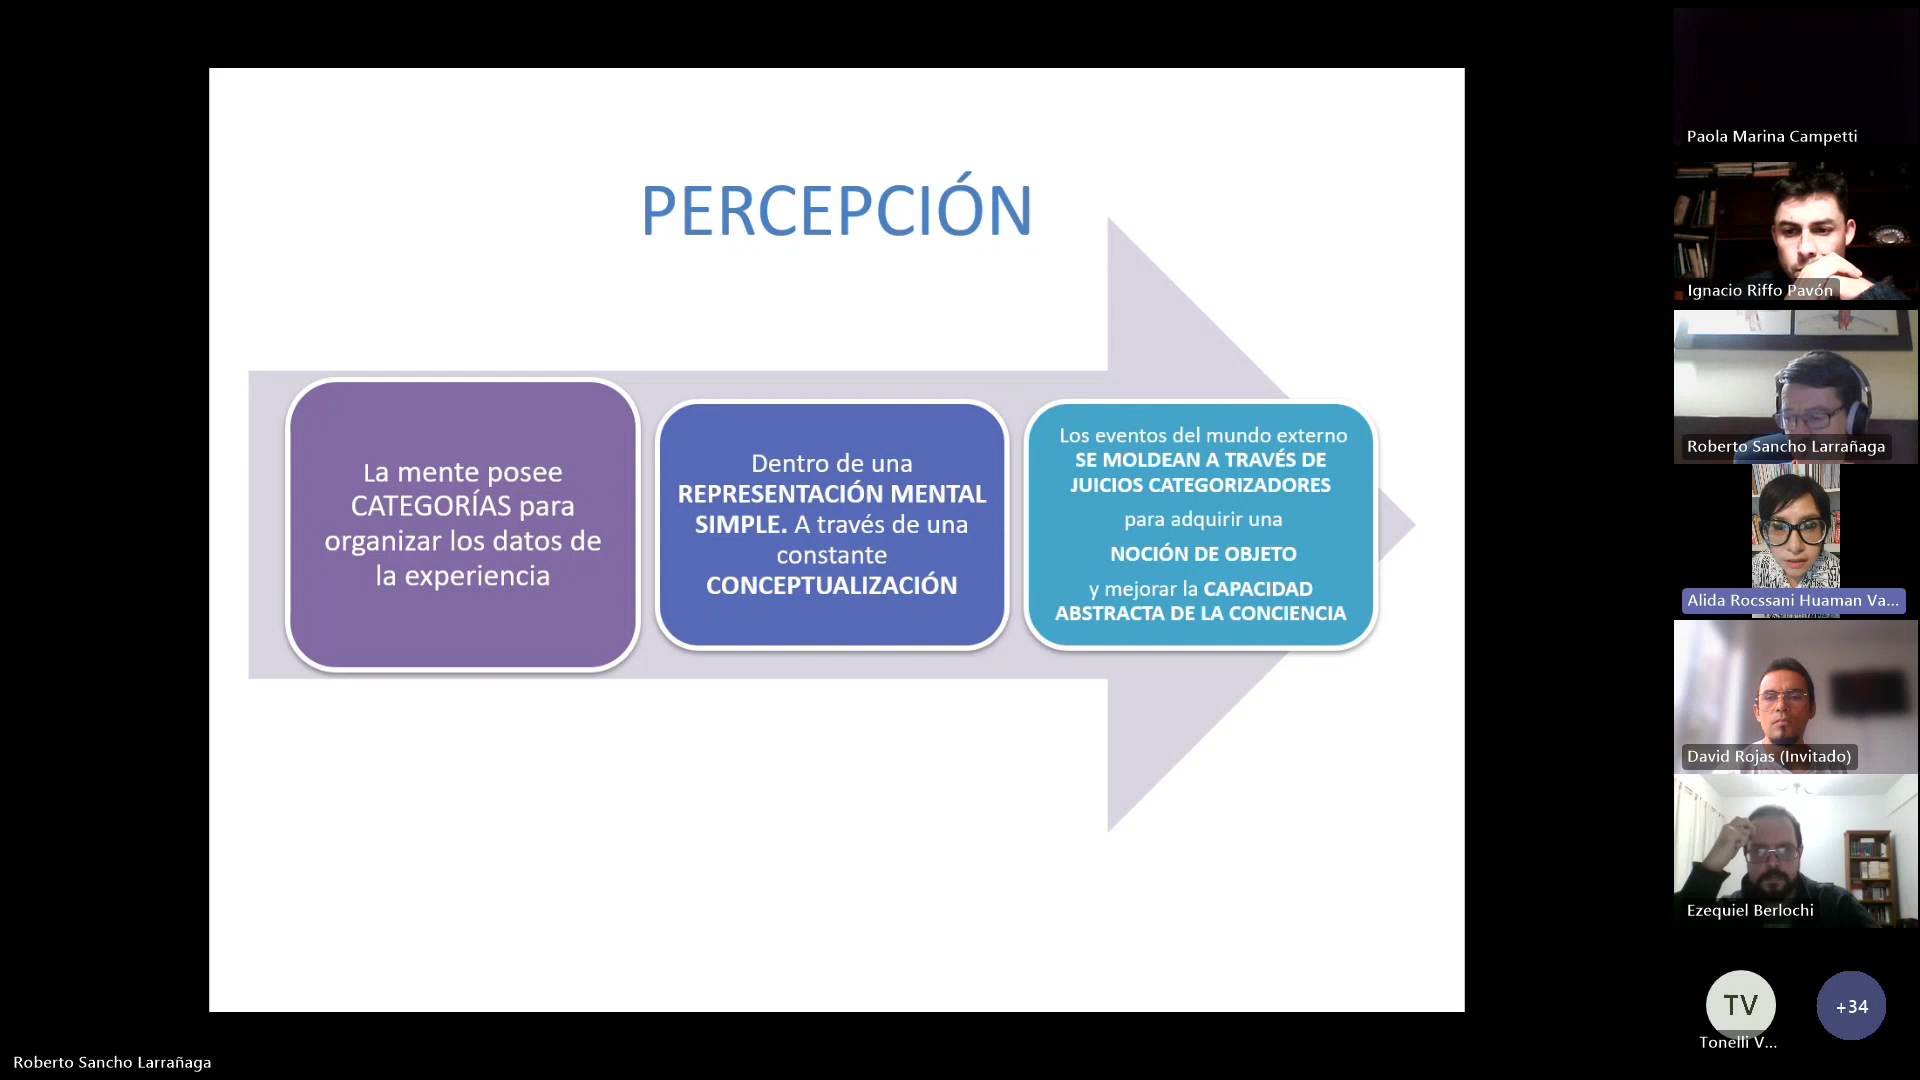 PERCEPCIÓN
La mente posee
CATEGORÍAS para
organizar los datos de
la experiencia
Dentro de una
REPRESENTACIÓN MENTAL
SIMPLE. A través de una
constante
CONCEPTUALIZACIÓN
Los eventos del mundo externo
SE MOLDEAN A TRAVÉS DE
JUICIOS CATEGORIZADORES
para adquirir una
NOCIÓN DE OBJETO
y mejorar la CAPACIDAD
ABSTRACTA DE LA CONCIENCIA
Paola Marina Campetti
Ignacio Riffo Pavón
Roberto Sancho Larrañaga
Alida Rocssani Huaman Va...
David Rojas (Invitado)
Ezequiel Berlochi
TV
+34
Tonelli V...
Roberto Sancho Larrañaga